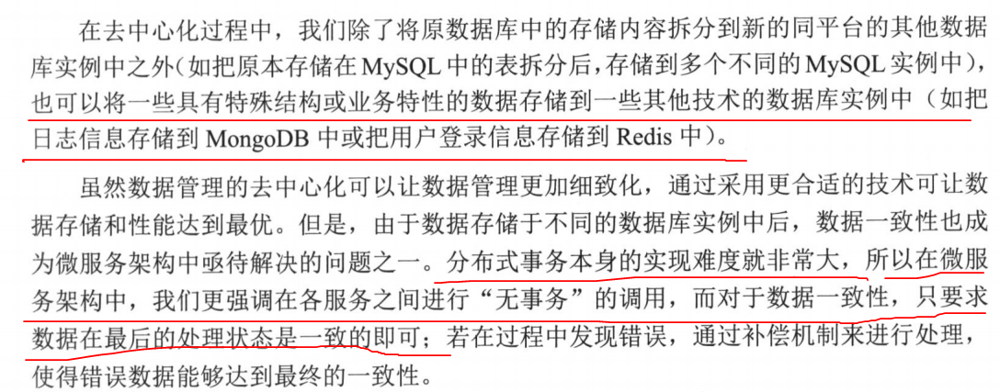 在去中心化过程中，我们除了将原数据库中的存储内容拆分到新的同平台的其他数据
库实例中之外(如把原本存储在 MySQL 中的表拆分后,存储到多个不同的 MySQL 实例中),
也可以将一些具有特殊结构或业务特性的数据存储到一些其他技术的数据库实例中（如把
日志信息存储到 MongoDB 中或把用户登录信息存储到 Redis 中）。
虽然数据管理的去中心化可以让数据管理更加细致化，通过采用更合适的技术可让数
据存储和性能达到最优。但是，由于数据存储于不同的数据库实例中后，数据一致性也成
为微服务架构中亟待解决的问题之一。分布式事务本身的实现难度就非常大，所以在微服
务架构中，我们更强调在各服务之间进行“无事务”的调用，而对于数据一致性，只要求
数据在最后的处理状态是一致的即可；若在过程中发现错误，通过补偿机制来进行处理，
使得错误数据能够达到最终的一致性。